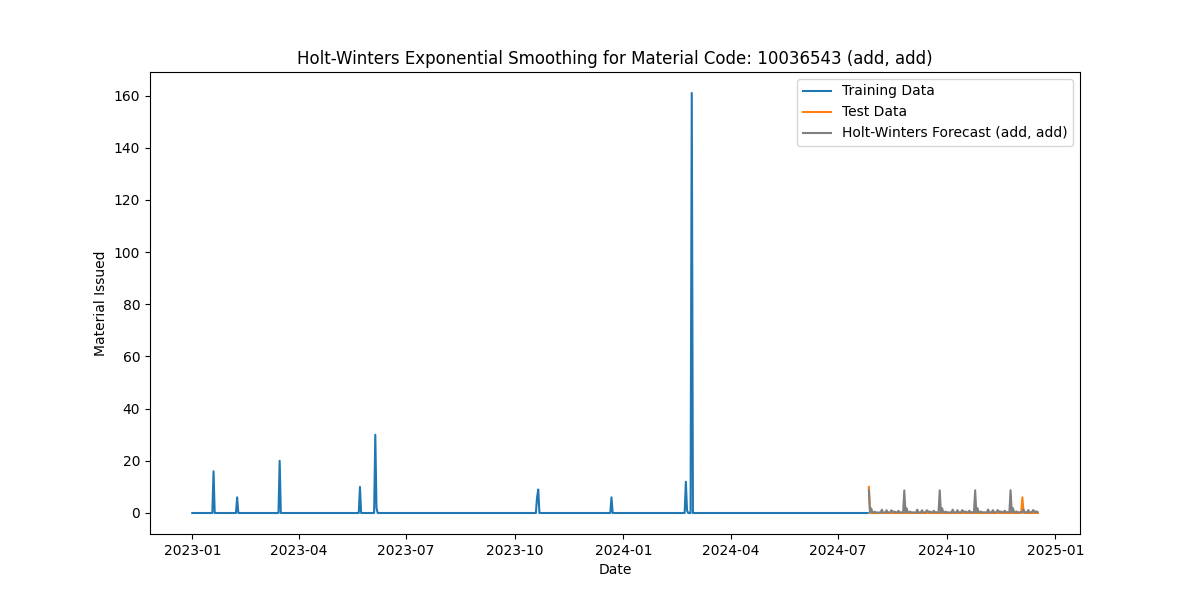 Holt-Winters Exponential Smoothing for Material Code: 10036543 (add, add)
Training Data
Test Data
Holt-Winters Forecast (add, add)
Material Issued
160
140
120
100
80
60
40
20
0
2023-01 2023-04 2023-07 2023-10 2024-01 2024-04 2024-07 2024-10 2025-01
Date